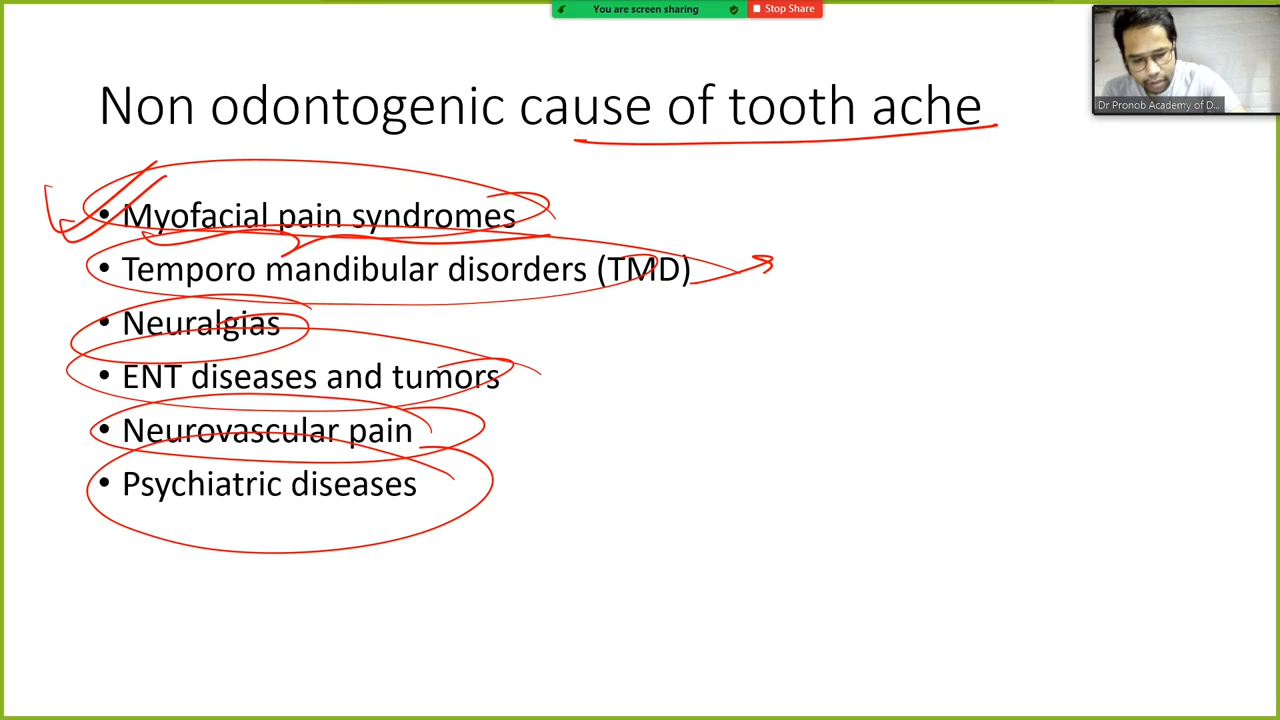 You are screen sharing
Stop Share
Dr Pronob Academy of D...
Non odontogenic cause of tooth ache
• Myofacial pain syndromes
• Temporo mandibular disorders (TMD)
• Neuralgias
• ENT diseases and tumors
• Neurovascular pain
• Psychiatric diseases